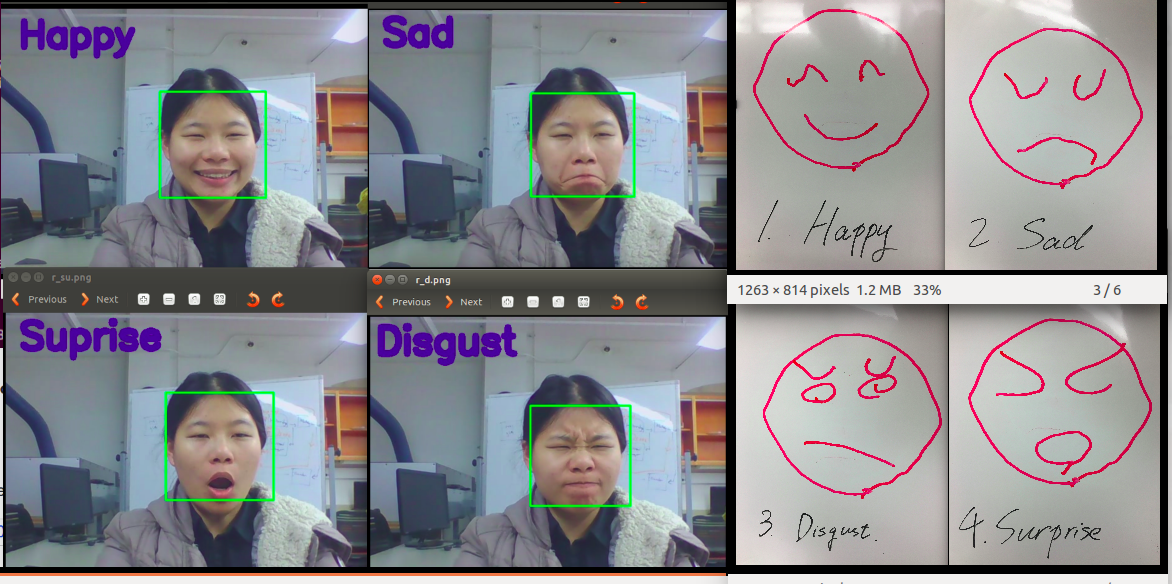 Happy
Sad
r_su.png
Previous
Next
r_d.png
Previous
Next
Suprise
Disgust
1. Happy
2 Sad
1263 × 814 pixels 1.2 MB 33%
3 / 6
3. Disgust.
4. Surprise